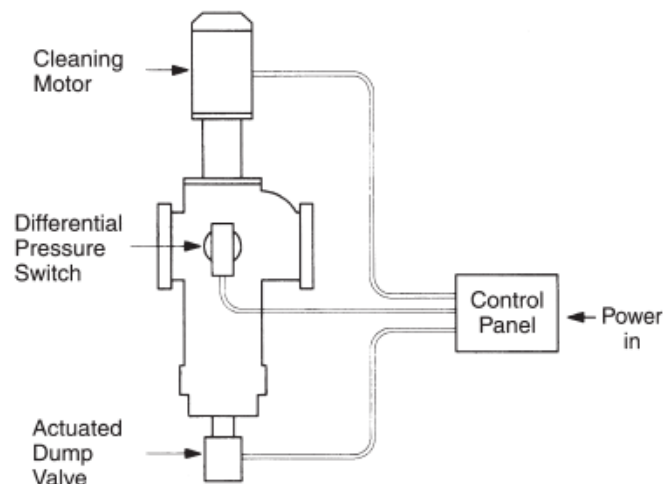 Cleaning
Motor
Differential
Pressure
Switch
Control
Panel
Power
in
Actuated
Dump
Valve